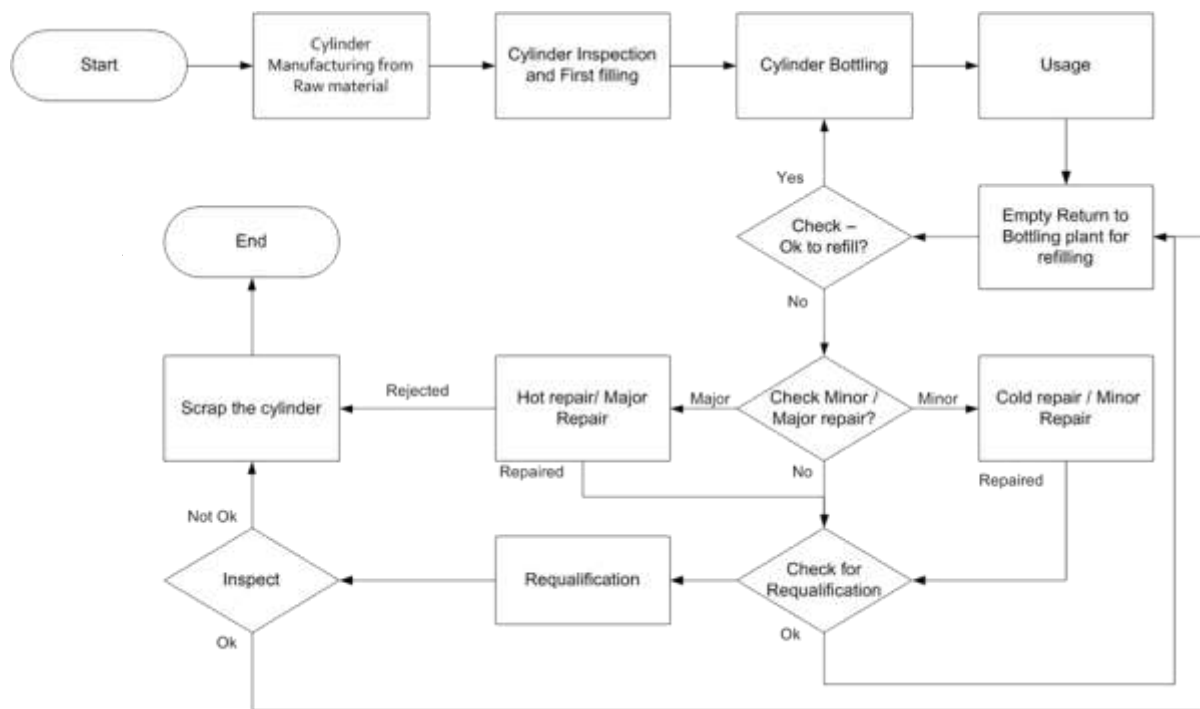 Start
Cylinder
Manufacturing from
Raw material
Cylinder Inspection
and First filling
Cylinder Bottling
Usage
Yes
Empty Return to
Bottling plant for
refilling
Check –
Ok to refill?
End
No
Scrap the cylinder
Rejected
Hot repair/ Major
Repair
Major
Check Minor /
Major repair?
Minor
Cold repair / Minor
Repair
Repaired
No
Repaired
Not Ok
Inspect
Requalification
Check for
Requalification
Ok
Ok